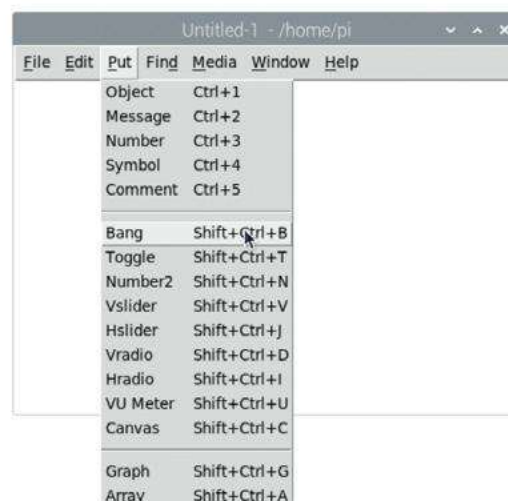 Untitled-1 - /home/pi
File Edit Put Find Media Window Help
Object Ctrl+1
Message Ctrl+2
Number Ctrl+3
Symbol Ctrl+4
Comment Ctrl+5
Bang Shift+Ctrl+B
Toggle Shift+Ctrl+T
Number2 Shift+Ctrl+N
Vslider Shift+Ctrl+V
Hslider Shift+Ctrl+J
Vradio Shift+Ctrl+D
Hradio Shift+Ctrl+I
VU Meter Shift+Ctrl+U
Canvas Shift+Ctrl+C
Graph Shift+Ctrl+G
Array Shift+Ctrl+A